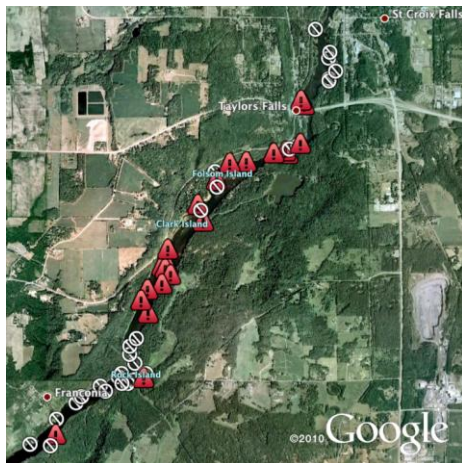 St Croix Falls
Taylors Falls
Folsom Island
Clark Island
Rock Island
Franconia
©2010 Google